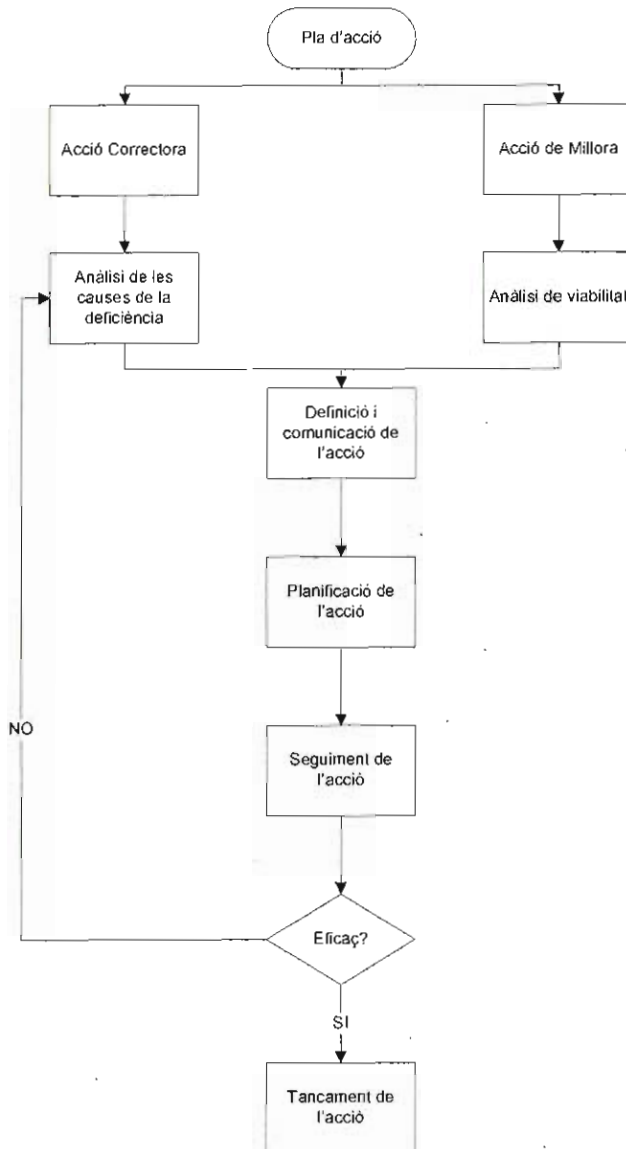 Pla d'acció
Acció Correctora
Acció de Millora
Anàlisi de les
causes de la
deficiència
Anàlisi de viabilitat
Definició i
comunicació de
l'acció
Planificació de
l'acció
Seguiment de
l'acció
NO
Eficaç?
SI
Tancament de
l'acció